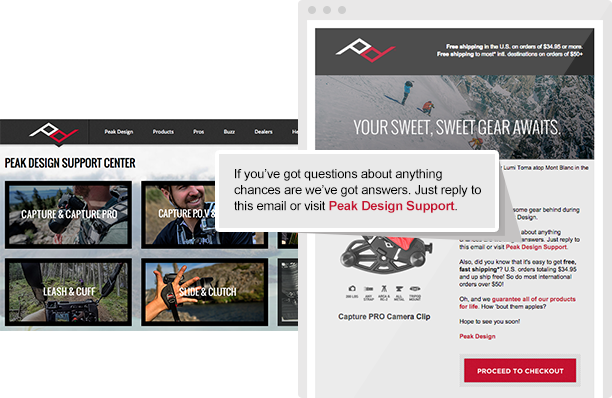 Peak Design
Products
Pros
Buzz
Dealers
PEAK DESIGN SUPPORT CENTER
CAPTURE & CAPTURE PRO
CAPTURE P.O.V &
LEASH & CUFF
SLIDE & CLUTCH
Free shipping in the U.S. on orders of $34.95 or more.
Free shipping to most* intl. destinations on orders of $50+
YOUR SWEET, SWEET GEAR AWAITS.
Lumi Toma atop Mont Blanc in the
If you've got questions about anything
chances are we've got answers. Just reply to
this email or visit Peak Design Support.
some gear behind during
Design.
about anything
answers. Just reply to
this email or visit Peak Design Support.
Also, did you know that it's easy to get free,
fast shipping*? U.S. orders totaling $34.95
and up ship free! So do most international
orders over $50!
Oh, and we guarantee all of our products
for life. How 'bout them apples?
Hope to see you soon!
Peak Design
Capture PRO Camera Clip
PROCEED TO CHECKOUT